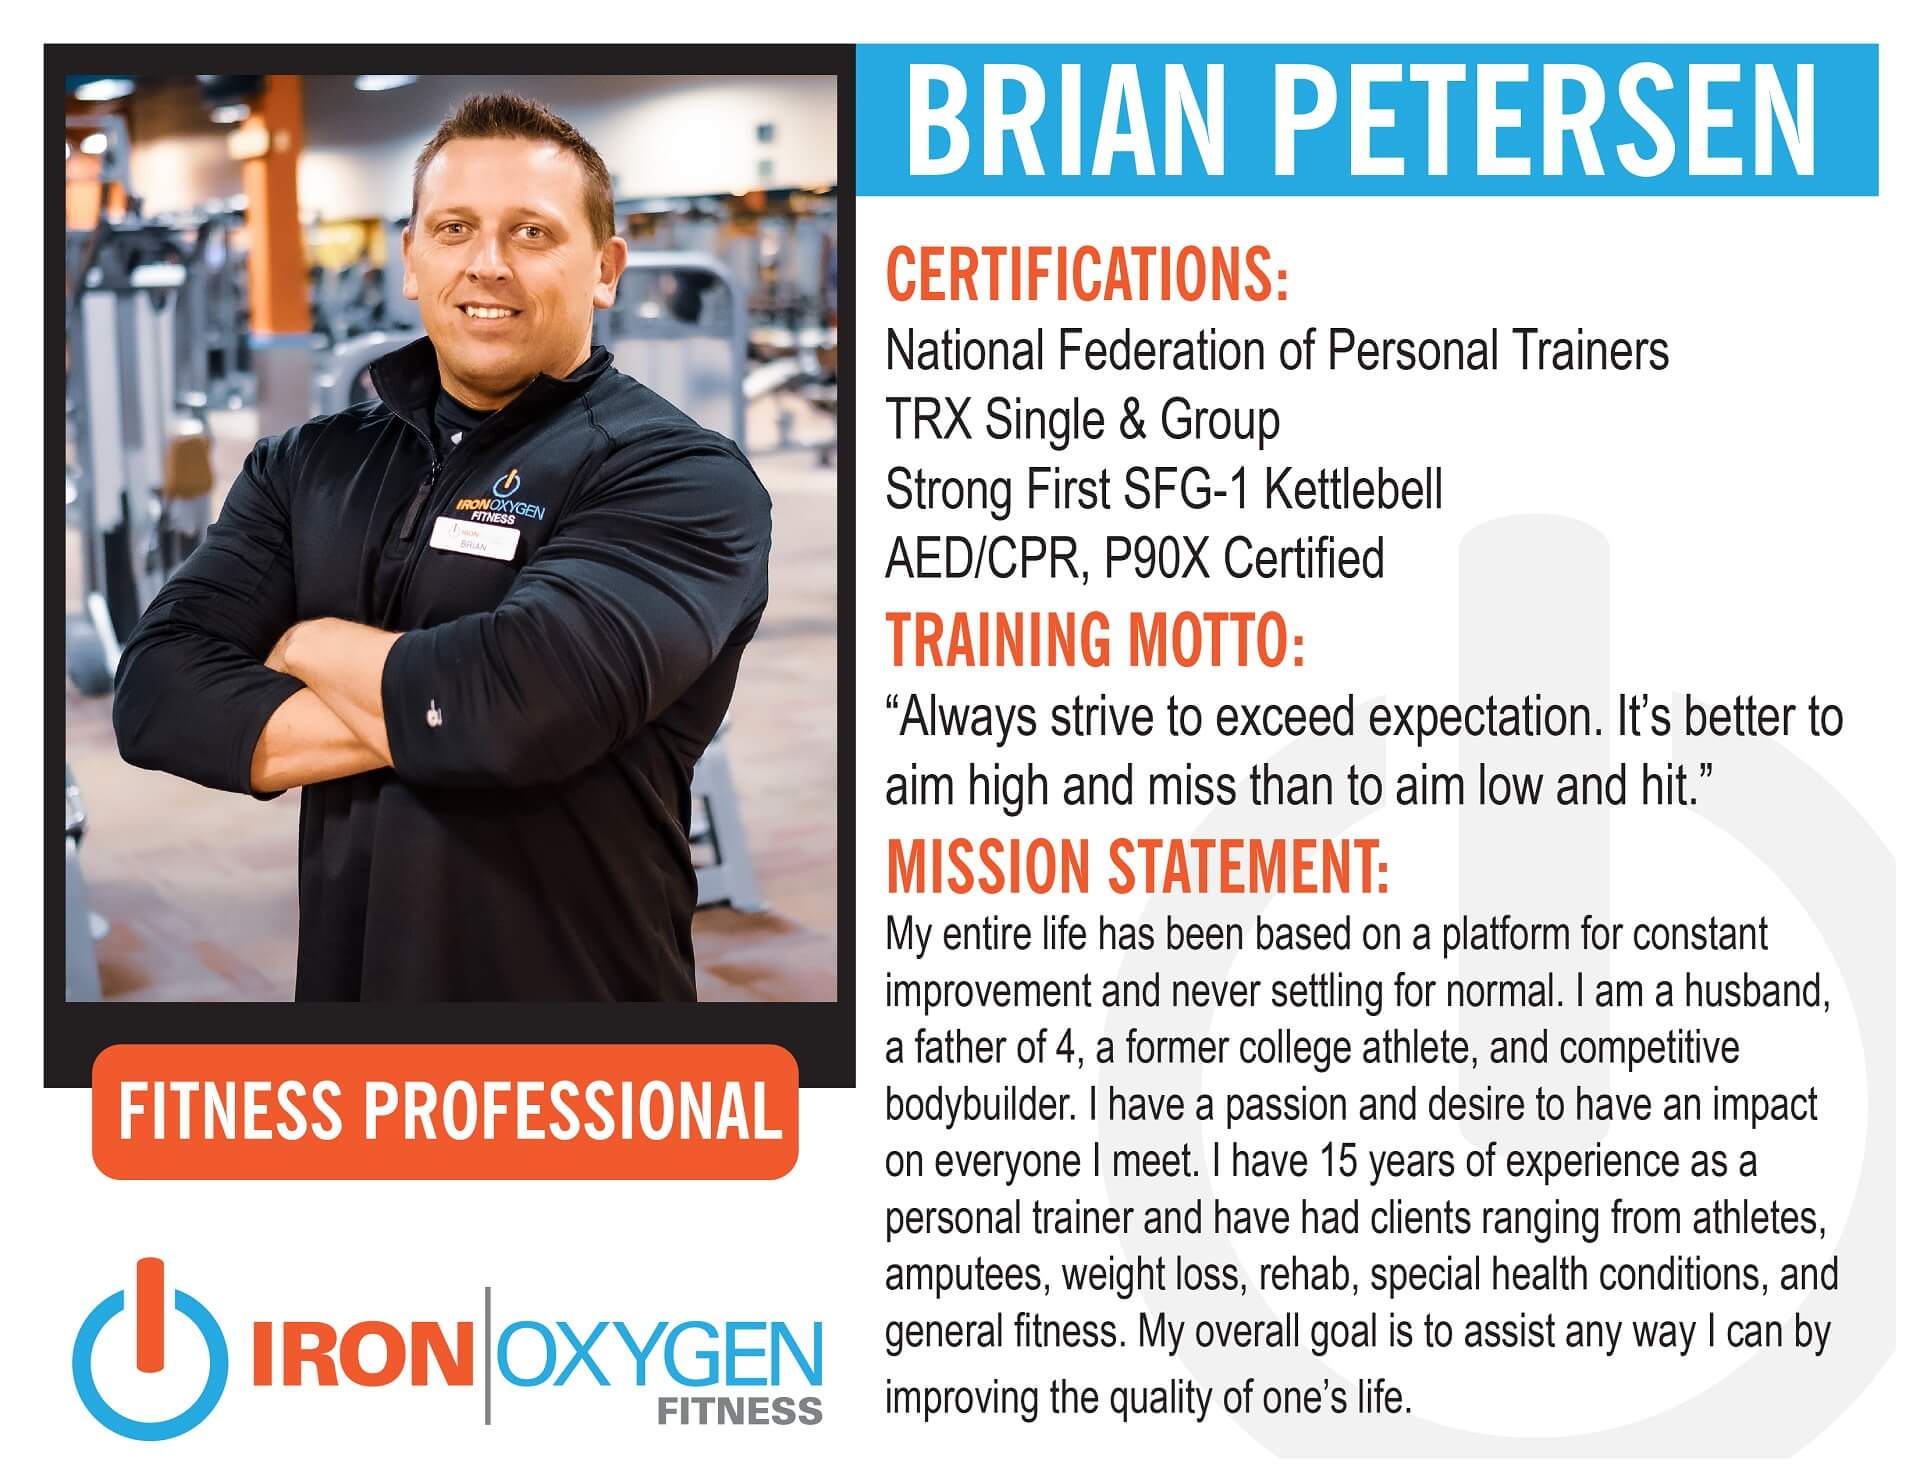 BRIAN PETERSEN
CERTIFICATIONS:
National Federation of Personal Trainers
TRX Single & Group
Strong First SFG-1 Kettlebell
AED/CPR, P90X Certified
TRAINING MOTTO:
“Always strive to exceed expectation. It’s better to
aim high and miss than to aim low and hit.”
MISSION STATEMENT:
My entire life has been based on a platform for constant
improvement and never settling for normal. I am a husband,
a father of 4, a former college athlete, and competitive
bodybuilder. I have a passion and desire to have an impact
on everyone I meet. I have 15 years of experience as a
personal trainer and have had clients ranging from athletes,
amputees, weight loss, rehab, special health conditions, and
general fitness. My overall goal is to assist any way I can by
improving the quality of one’s life.
IRONOXYGEN
FITNESS
IRON
BRIAN
FITNESS PROFESSIONAL
IRON OXYGEN
FITNESS